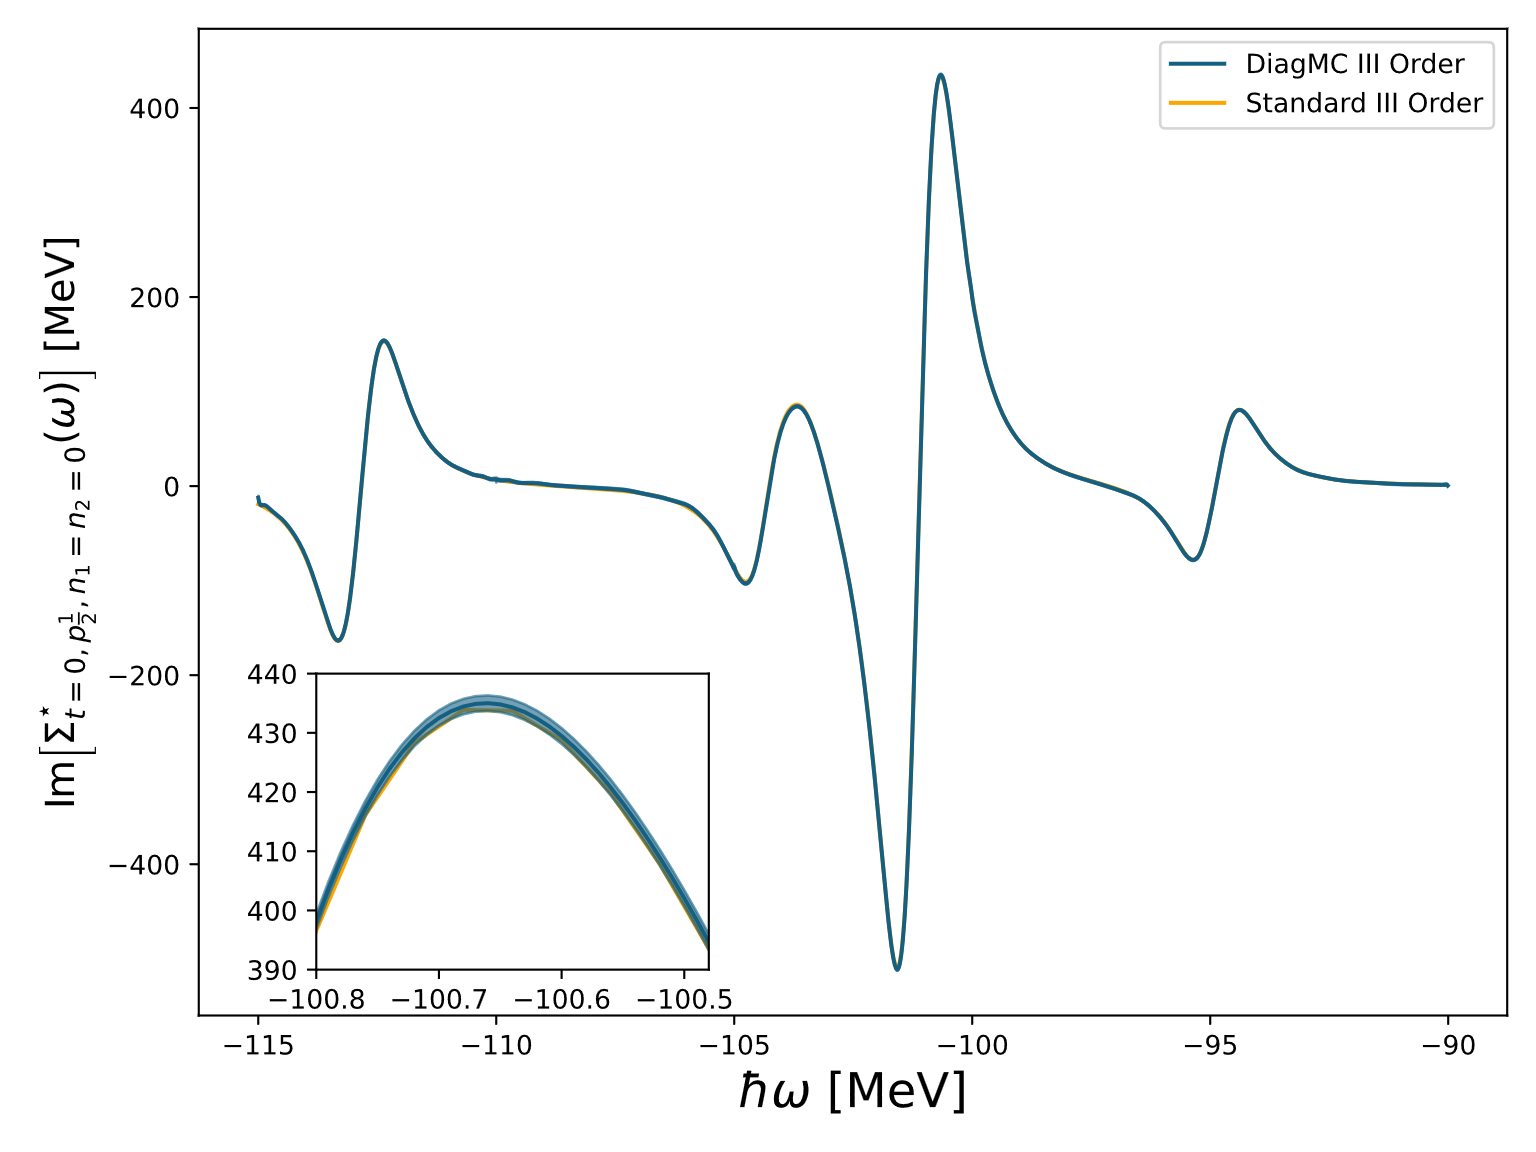 DiagMC III Order
Standard III Order
Im[Σ⋆ t = 0, p 1/2, n₁ = n₂ = 0 (ω)] [MeV]
400
200
0
−200
−400
440
430
420
410
400
390
−100.8 −100.7 −100.6 −100.5
−115 −110 −105 −100 −95 −90
ℏω [MeV]